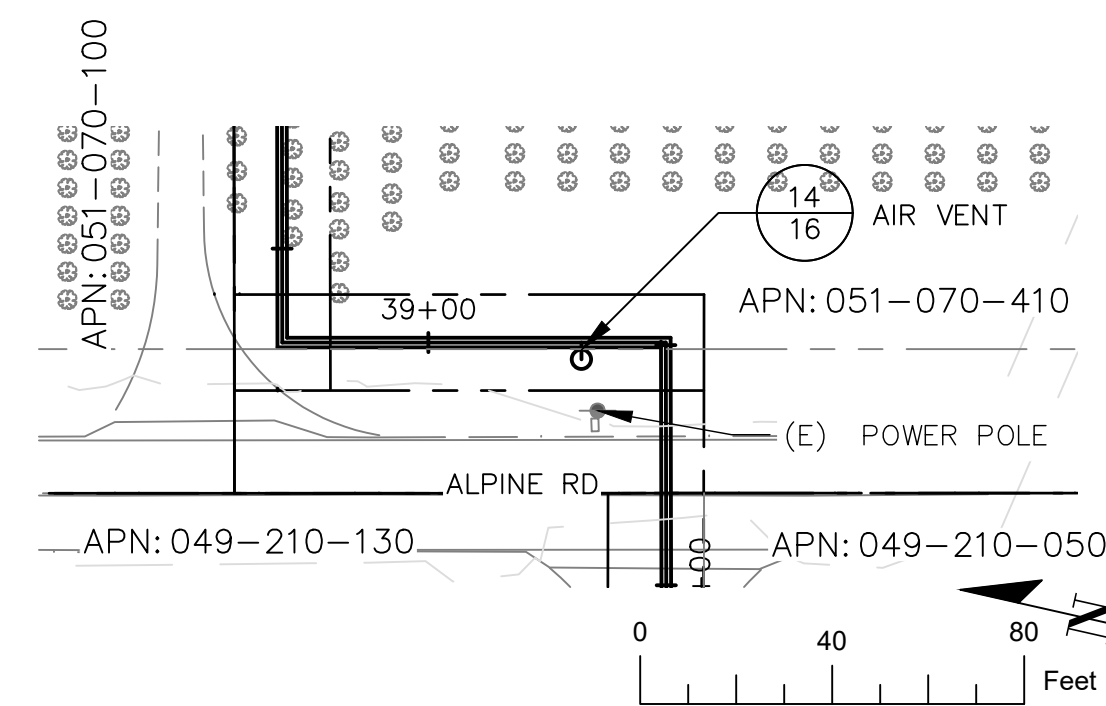 APN: 051-070-100
14
16
AIR VENT
39+00
APN: 051-070-410
(E) POWER POLE
ALPINE RD
APN: 049-210-130
APN: 049-210-050
00
N
0 40 80
Feet